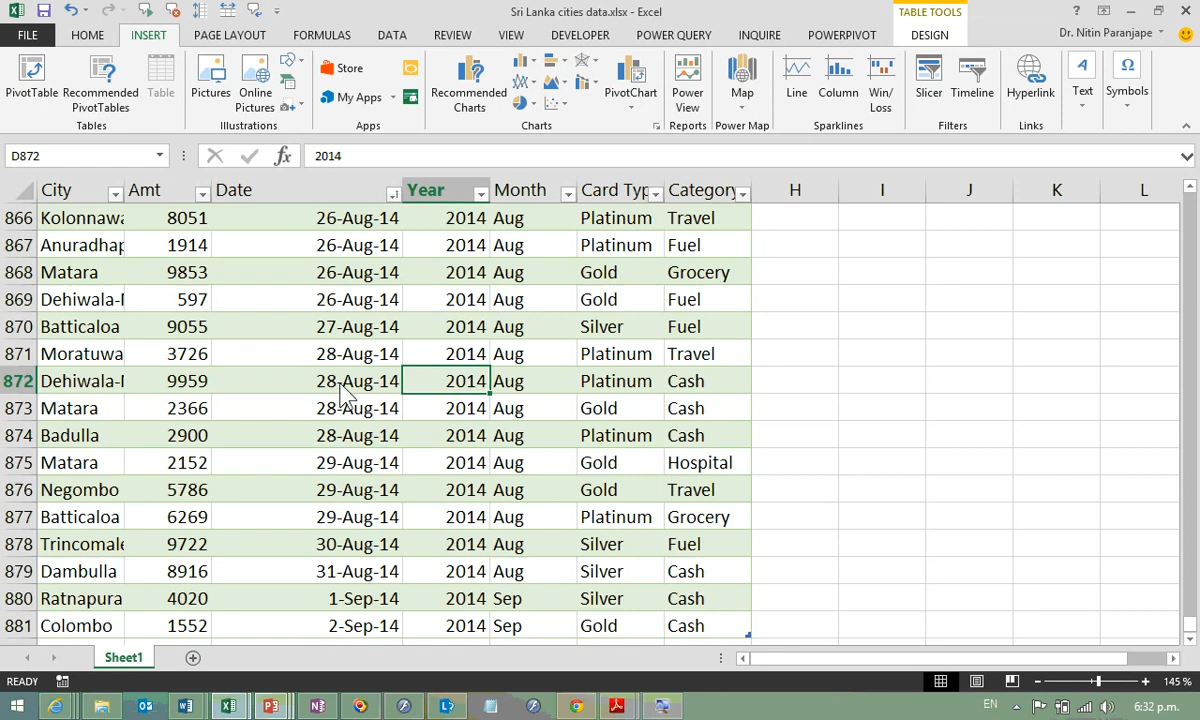 Sri Lanka cities data.xlsx - Excel
TABLE TOOLS
FILE HOME INSERT PAGE LAYOUT FORMULAS DATA REVIEW VIEW DEVELOPER POWER QUERY INQUIRE POWERPIVOT DESIGN
Dr. Nitin Paranjape
PivotTable Recommended PivotTables Table
Pictures Online Pictures
Store
My Apps
Recommended Charts
PivotChart
Power View
Map
Line Column Win/Loss
Slicer Timeline
Hyperlink
Text
Symbols
Tables Illustrations Apps Charts Reports Power Map Sparklines Filters Links
D872 fx 2014
City Amt Date Year Month Card Typ Category H I J K L
866 Kolonnawa 8051 26-Aug-14 2014 Aug Platinum Travel
867 Anuradhap 1914 26-Aug-14 2014 Aug Platinum Fuel
868 Matara 9853 26-Aug-14 2014 Aug Gold Grocery
869 Dehiwala-M 597 26-Aug-14 2014 Aug Gold Fuel
870 Batticaloa 9055 27-Aug-14 2014 Aug Silver Fuel
871 Moratuwa 3726 28-Aug-14 2014 Aug Platinum Travel
872 Dehiwala-M 9959 28-Aug-14 2014 Aug Platinum Cash
873 Matara 2366 28-Aug-14 2014 Aug Gold Cash
874 Badulla 2900 28-Aug-14 2014 Aug Platinum Cash
875 Matara 2152 29-Aug-14 2014 Aug Gold Hospital
876 Negombo 5786 29-Aug-14 2014 Aug Gold Travel
877 Batticaloa 6269 29-Aug-14 2014 Aug Platinum Grocery
878 Trincomale 9722 30-Aug-14 2014 Aug Silver Fuel
879 Dambulla 8916 31-Aug-14 2014 Aug Silver Cash
880 Ratnapura 4020 1-Sep-14 2014 Sep Silver Cash
881 Colombo 1552 2-Sep-14 2014 Sep Gold Cash
Sheet1
READY 145 %
EN 6:32 p.m.